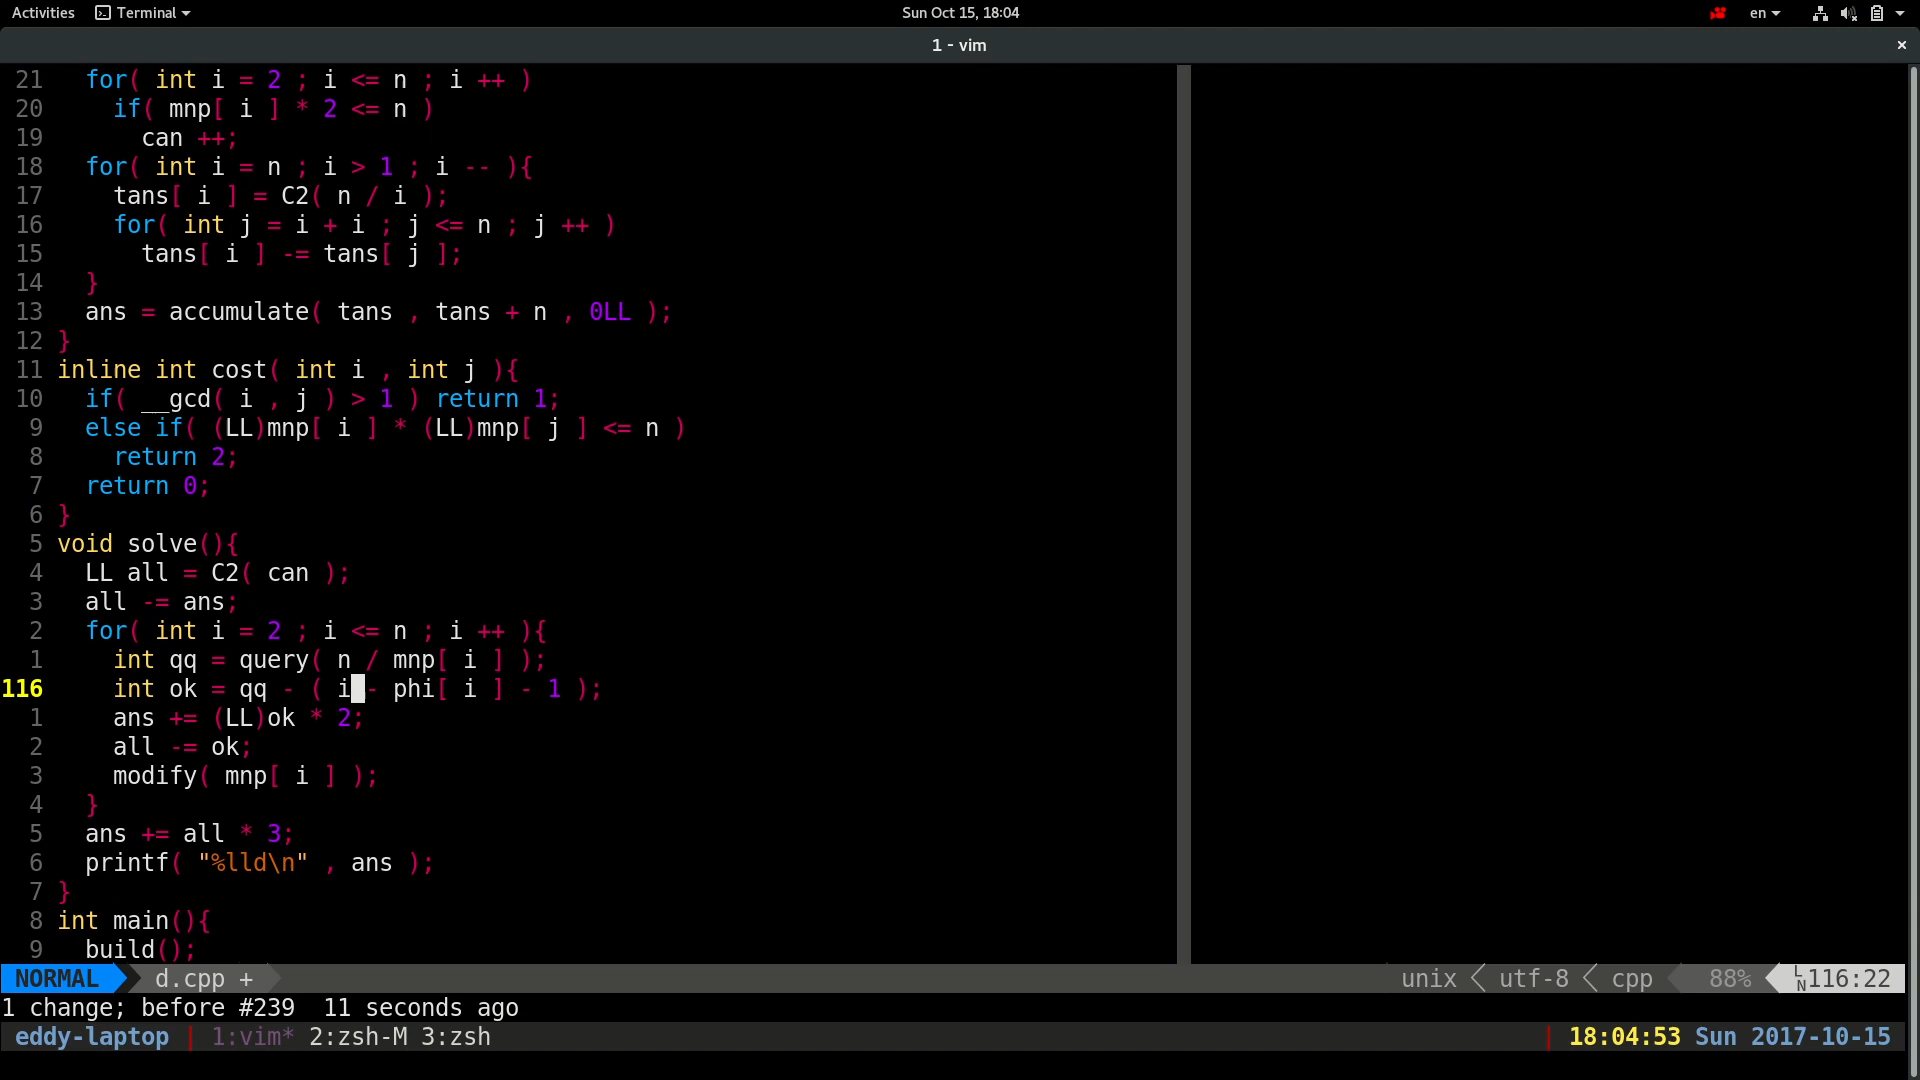 Activities Terminal Sun Oct 15, 18:04 en
1 - vim ×
21 for( int i = 2 ; i <= n ; i ++ )
20 if( mnp[ i ] * 2 <= n )
19 can ++;
18 for( int i = n ; i > 1 ; i -- ){
17 tans[ i ] = C2( n / i );
16 for( int j = i + i ; j <= n ; j ++ )
15 tans[ i ] -= tans[ j ];
14 }
13 ans = accumulate( tans , tans + n , 0LL );
12 }
11 inline int cost( int i , int j ){
10 if( __gcd( i , j ) > 1 ) return 1;
9 else if( (LL)mnp[ i ] * (LL)mnp[ j ] <= n )
8 return 2;
7 return 0;
6 }
5 void solve(){
4 LL all = C2( can );
3 all -= ans;
2 for( int i = 2 ; i <= n ; i ++ ){
1 int qq = query( n / mnp[ i ] );
116 int ok = qq - ( i - phi[ i ] - 1 );
1 ans += (LL)ok * 2;
2 all -= ok;
3 modify( mnp[ i ] );
4 }
5 ans += all * 3;
6 printf( "%lld\n" , ans );
7 }
8 int main(){
9 build();
NORMAL d.cpp + unix utf-8 cpp 88% LN 116:22
1 change; before #239 11 seconds ago
eddy-laptop | 1:vim* 2:zsh-M 3:zsh | 18:04:53 Sun 2017-10-15